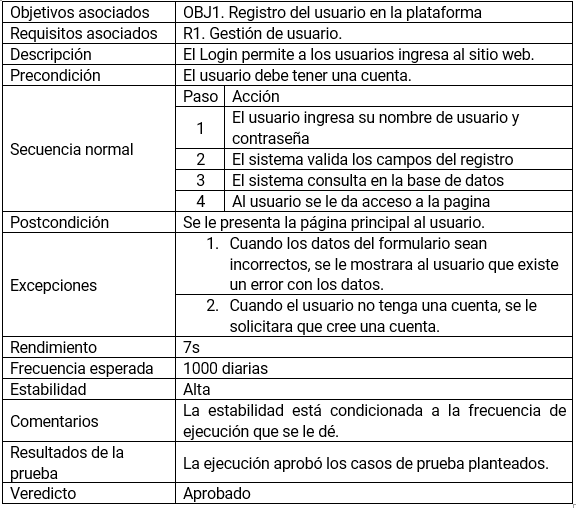 Objetivos asociados OBJ1. Registro del usuario en la plataforma
Requisitos asociados R1. Gestión de usuario.
Descripción El Login permite a los usuarios ingresa al sitio web.
Precondición El usuario debe tener una cuenta.
Secuencia normal
Paso Acción
1 El usuario ingresa su nombre de usuario y
contraseña
2 El sistema valida los campos del registro
3 El sistema consulta en la base de datos
4 Al usuario se le da acceso a la pagina
Postcondición Se le presenta la página principal al usuario.
Excepciones
1. Cuando los datos del formulario sean
incorrectos, se le mostrara al usuario que existe
un error con los datos.
2. Cuando el usuario no tenga una cuenta, se le
solicitara que cree una cuenta.
Rendimiento 7s
Frecuencia esperada 1000 diarias
Estabilidad Alta
Comentarios
La estabilidad está condicionada a la frecuencia de
ejecución que se le dé.
Resultados de la
prueba
La ejecución aprobó los casos de prueba planteados.
Veredicto Aprobado